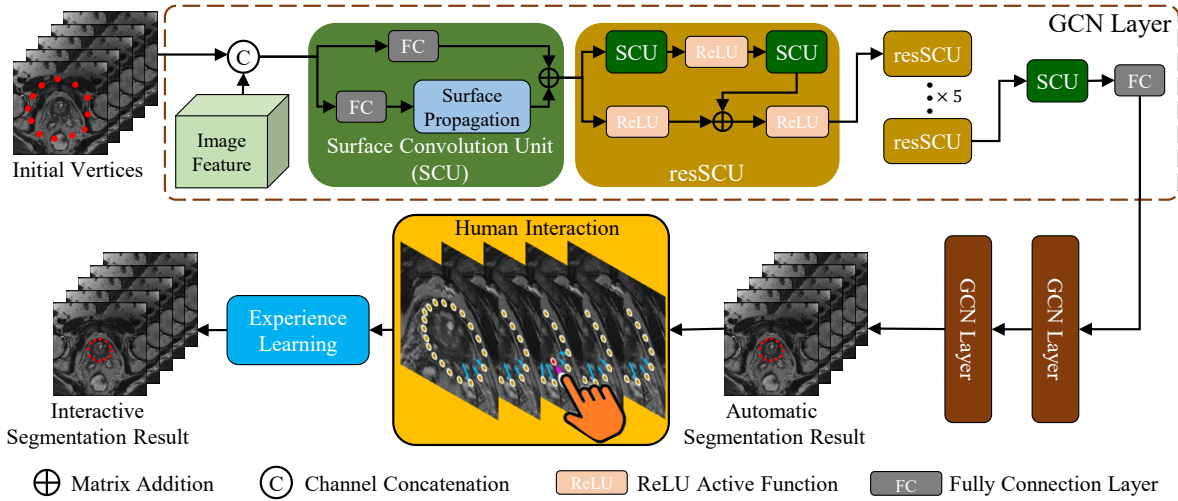 GCN Layer
C
FC
FC
Surface
Propagation
Surface Convolution Unit
(SCU)
SCU
ReLU
SCU
ReLU
ReLU
resSCU
resSCU
× 5
resSCU
SCU
FC
Image
Feature
Initial Vertices
Human Interaction
Experience
Learning
GCN Layer
GCN Layer
Interactive
Segmentation Result
Automatic
Segmentation Result
Matrix Addition
C
Channel Concatenation
ReLU
ReLU Active Function
FC
Fully Connection Layer